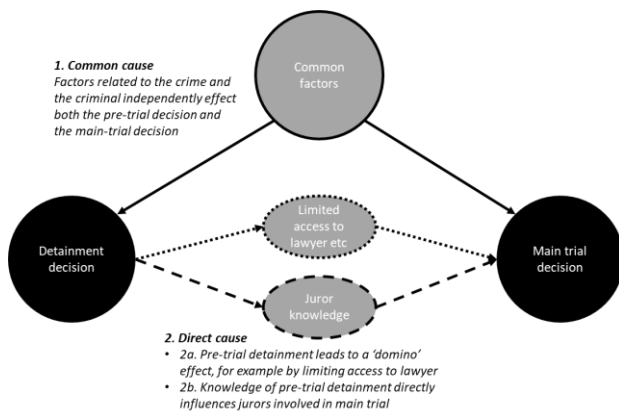 Common
factors
1. Common cause
Factors related to the crime and
the criminal independently effect
both the pre-trial decision and
the main-trial decision
Detainment
decision
Limited
access to
lawyer etc
Main trial
decision
Juror
knowledge
2. Direct cause
• 2a. Pre-trial detainment leads to a ‘domino’
effect, for example by limiting access to lawyer
• 2b. Knowledge of pre-trial detainment directly
influences jurors involved in main trial